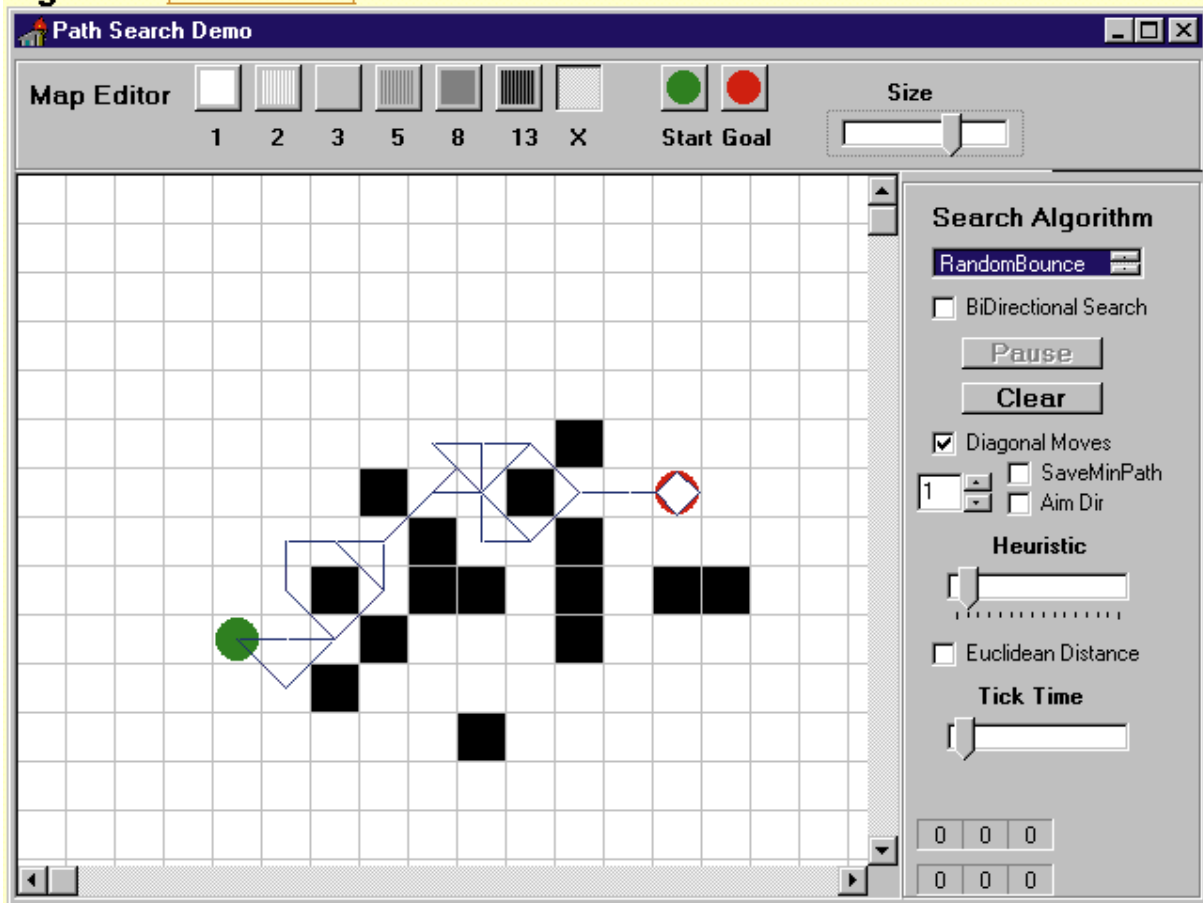 Path Search Demo
Map Editor
1 2 3 5 8 13 X
Start Goal
Size
Search Algorithm
RandomBounce
BiDirectional Search
Pause
Clear
Diagonal Moves
1
SaveMinPath
Aim Dir
Heuristic
Euclidean Distance
Tick Time
0 0 0
0 0 0